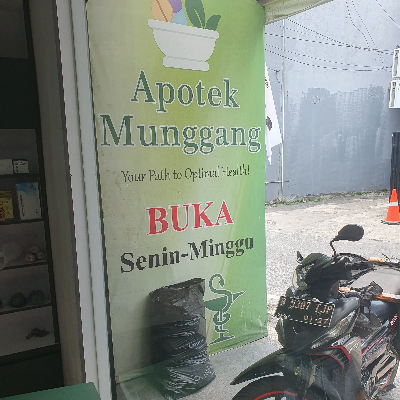 Apotek
Munggang
Your Path to Optimal Health!
BUKA
Senin-Minggu